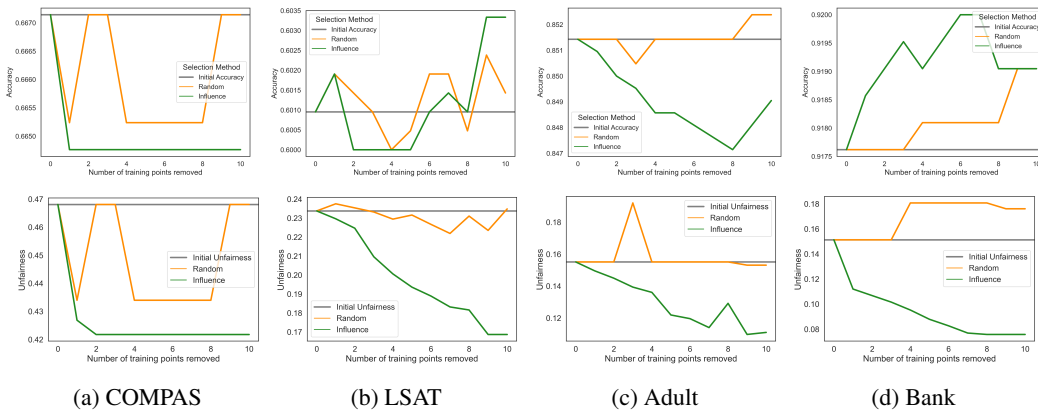 0.6670
0.6665
0.6660
0.6655
0.6650
Accuracy
Selection Method
Initial Accuracy
Random
Influence
0 2 4 6 8 10
Number of training points removed
0.6035
0.6030
0.6025
0.6020
0.6015
0.6010
0.6005
0.6000
Accuracy
Selection Method
Initial Accuracy
Random
Influence
0 2 4 6 8 10
Number of training points removed
0.852
0.851
0.850
0.849
0.848
0.847
Accuracy
Selection Method
Initial Accuracy
Random
Influence
0 2 4 6 8 10
Number of training points removed
0.9200
0.9195
0.9190
0.9185
0.9180
0.9175
Accuracy
Selection Method
Initial Accuracy
Random
Influence
0 2 4 6 8 10
Number of training points removed
0.47
0.46
0.45
0.44
0.43
0.42
Unfairness
Initial Unfairness
Random
Influence
0 2 4 6 8 10
Number of training points removed
0.24
0.23
0.22
0.21
0.20
0.19
0.18
0.17
Unfairness
Initial Unfairness
Random
Influence
0 2 4 6 8 10
Number of training points removed
0.18
0.16
0.14
0.12
Unfairness
Initial Unfairness
Random
Influence
0 2 4 6 8 10
Number of training points removed
0.18
0.16
0.14
0.12
0.10
0.08
Unfairness
Initial Unfairness
Random
Influence
0 2 4 6 8 10
Number of training points removed
(a) COMPAS
(b) LSAT
(c) Adult
(d) Bank